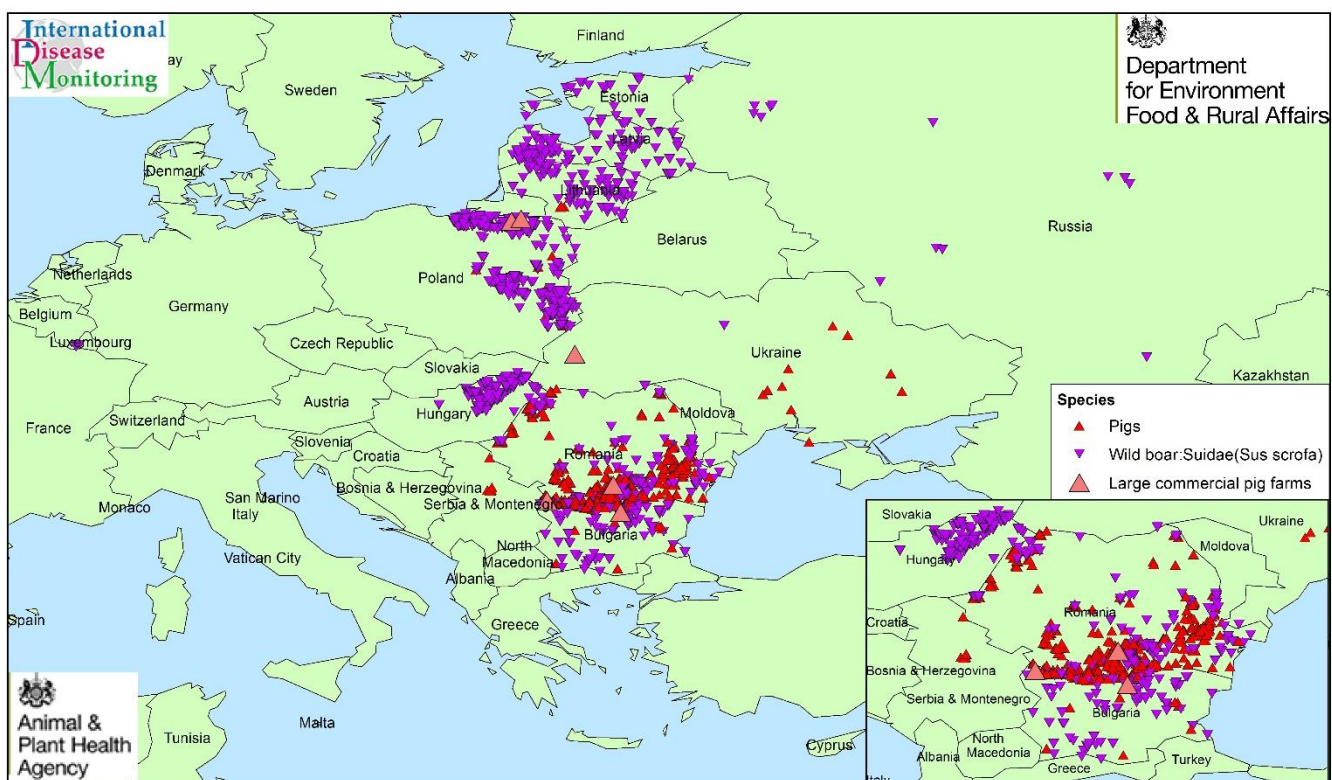 International
Disease
Monitoring
Department
for Environment
Food & Rural Affairs
Finland
Sweden
Estonia
Latvia
Denmark
Lithuania
Russia
Belarus
Netherlands
Poland
Germany
Belgium
Luxembourg
Czech Republic
Ukraine
Slovakia
Kazakhstan
Austria
Hungary
Moldova
Switzerland
France
Slovenia
Croatia
Romania
Bosnia & Herzegovina
San Marino
Serbia & Montenegro
Monaco
Italy
Bulgaria
North
Macedonia
Vatican City
Albania
Spain
Greece
Malta
Tunisia
Cyprus
Species
Pigs
Wild boar:Suidae(Sus scrofa)
Large commercial pig farms
Slovakia
Ukraine
Moldova
Hungary
Romania
Croatia
Bosnia & Herzegovina
Serbia & Montenegro
Bulgaria
North
Macedonia
Albania
Greece
Turkey
Animal &
Plant Health
Agency